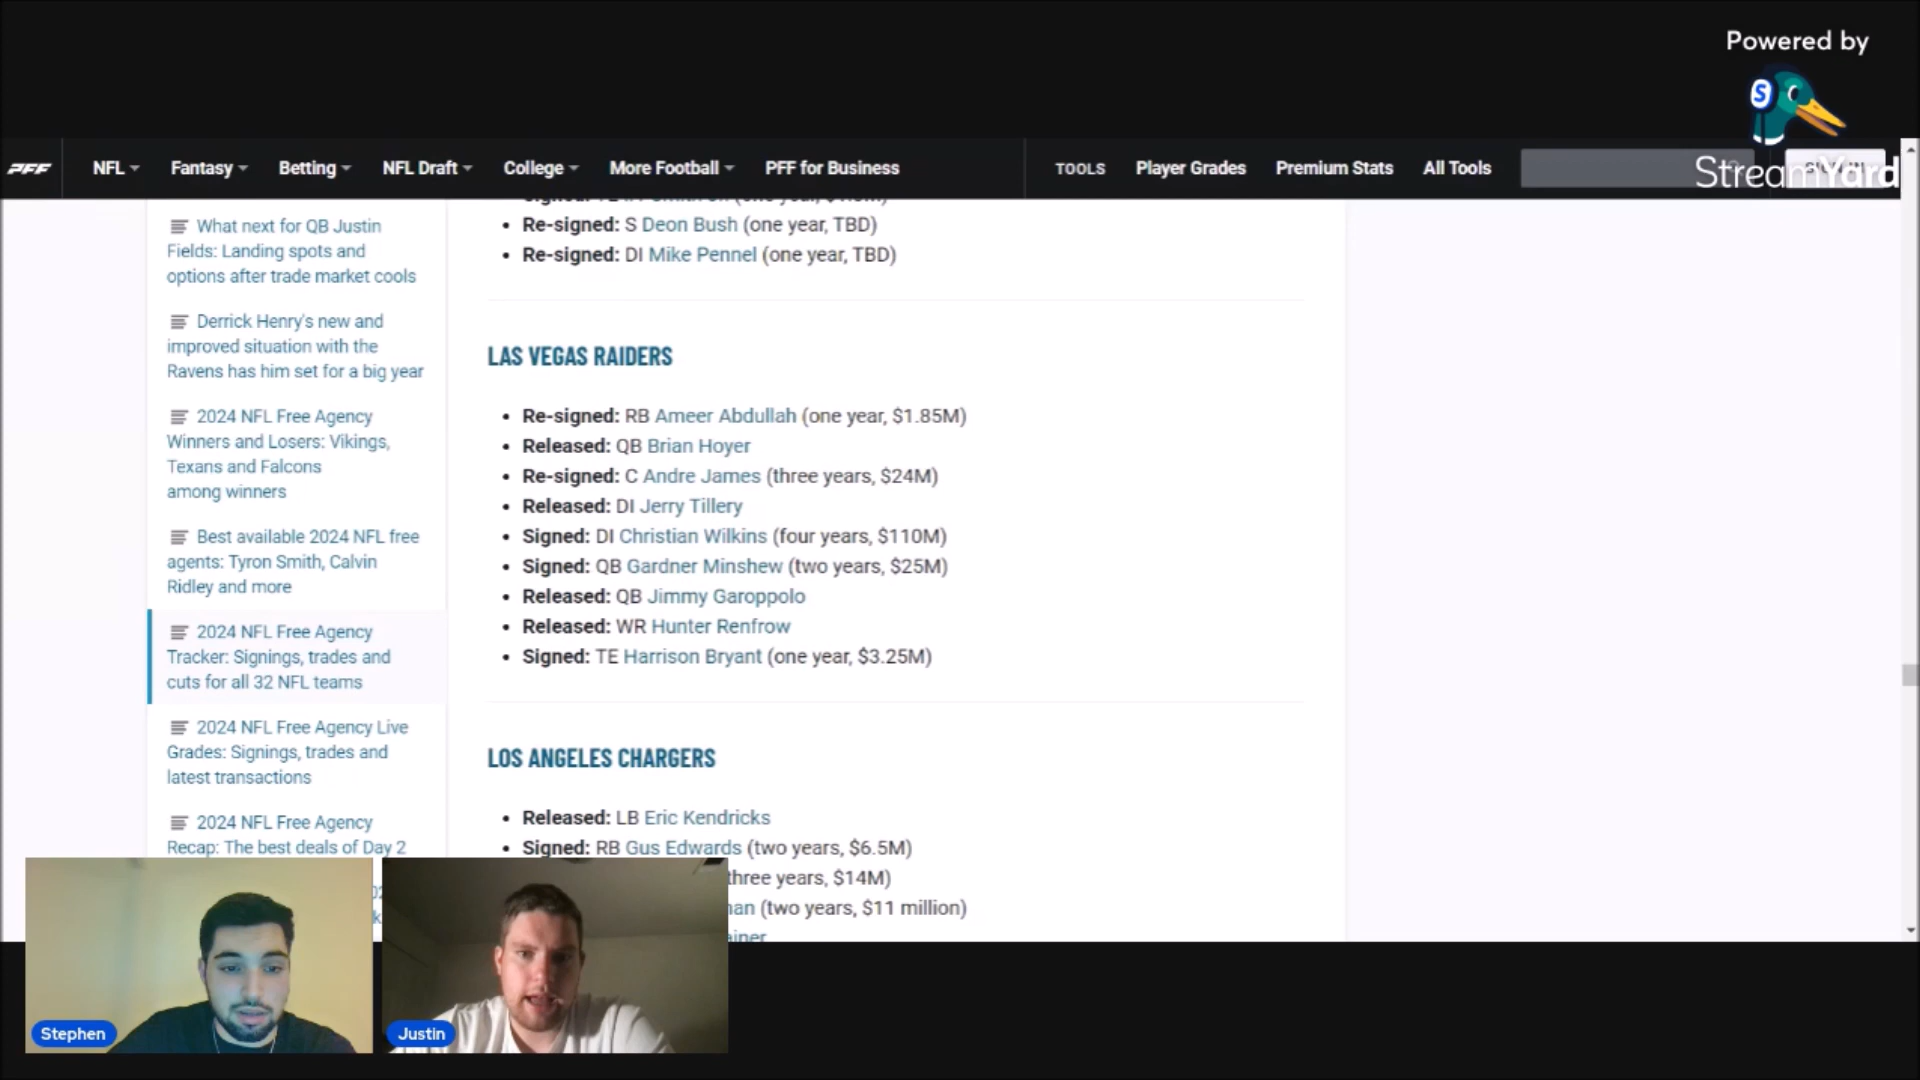 Powered by
StreamYard
PFF
NFL
Fantasy
Betting
NFL Draft
College
More Football
PFF for Business
TOOLS
Player Grades
Premium Stats
All Tools
What next for QB Justin
Fields: Landing spots and
options after trade market cools
Derrick Henry's new and
improved situation with the
Ravens has him set for a big year
2024 NFL Free Agency
Winners and Losers: Vikings,
Texans and Falcons
among winners
Best available 2024 NFL free
agents: Tyron Smith, Calvin
Ridley and more
2024 NFL Free Agency
Tracker: Signings, trades and
cuts for all 32 NFL teams
2024 NFL Free Agency Live
Grades: Signings, trades and
latest transactions
2024 NFL Free Agency
Recap: The best deals of Day 2
Re-signed: S Deon Bush (one year, TBD)
Re-signed: DI Mike Pennel (one year, TBD)
LAS VEGAS RAIDERS
Re-signed: RB Ameer Abdullah (one year, $1.85M)
Released: QB Brian Hoyer
Re-signed: C Andre James (three years, $24M)
Released: DI Jerry Tillery
Signed: DI Christian Wilkins (four years, $110M)
Signed: QB Gardner Minshew (two years, $25M)
Released: QB Jimmy Garoppolo
Released: WR Hunter Renfrow
Signed: TE Harrison Bryant (one year, $3.25M)
LOS ANGELES CHARGERS
Released: LB Eric Kendricks
Signed: RB Gus Edwards (two years, $6.5M)
three years, $14M)
(two years, $11 million)
Stephen
Justin